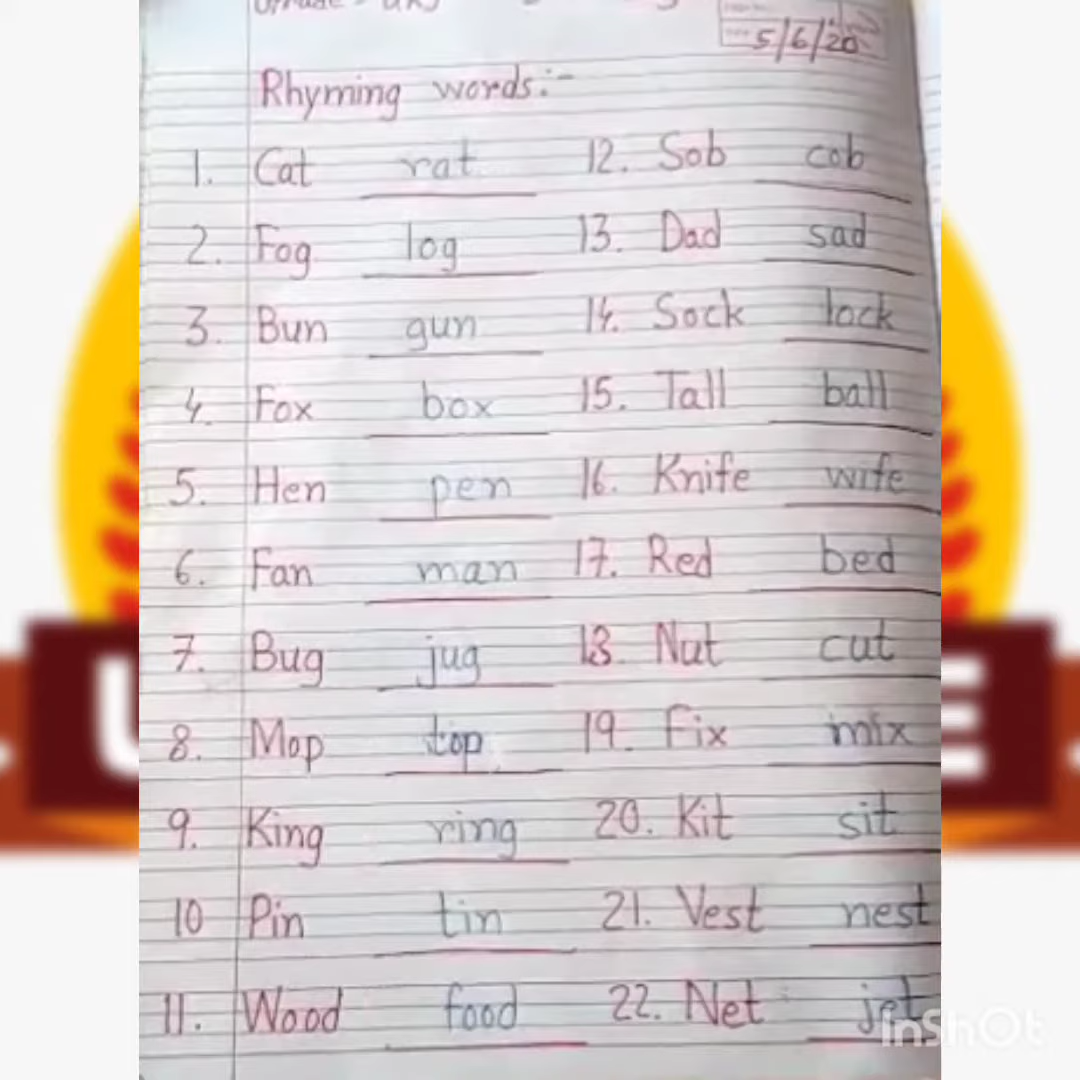 5/6/20
Rhyming words:-
1. Cat rat 12. Sob cob
2. Fog log 13. Dad sad
3. Bun gun 14. Sock lock
4. Fox box 15. Tall ball
5. Hen pen 16. Knife wife
6. Fan man 17. Red bed
7. Bug jug 18. Nut cut
8. Mop top 19. Fix mix
9. King ring 20. Kit sit
10 Pin tin 21. Vest nest
11. Wood food 22. Net jet
InShOt